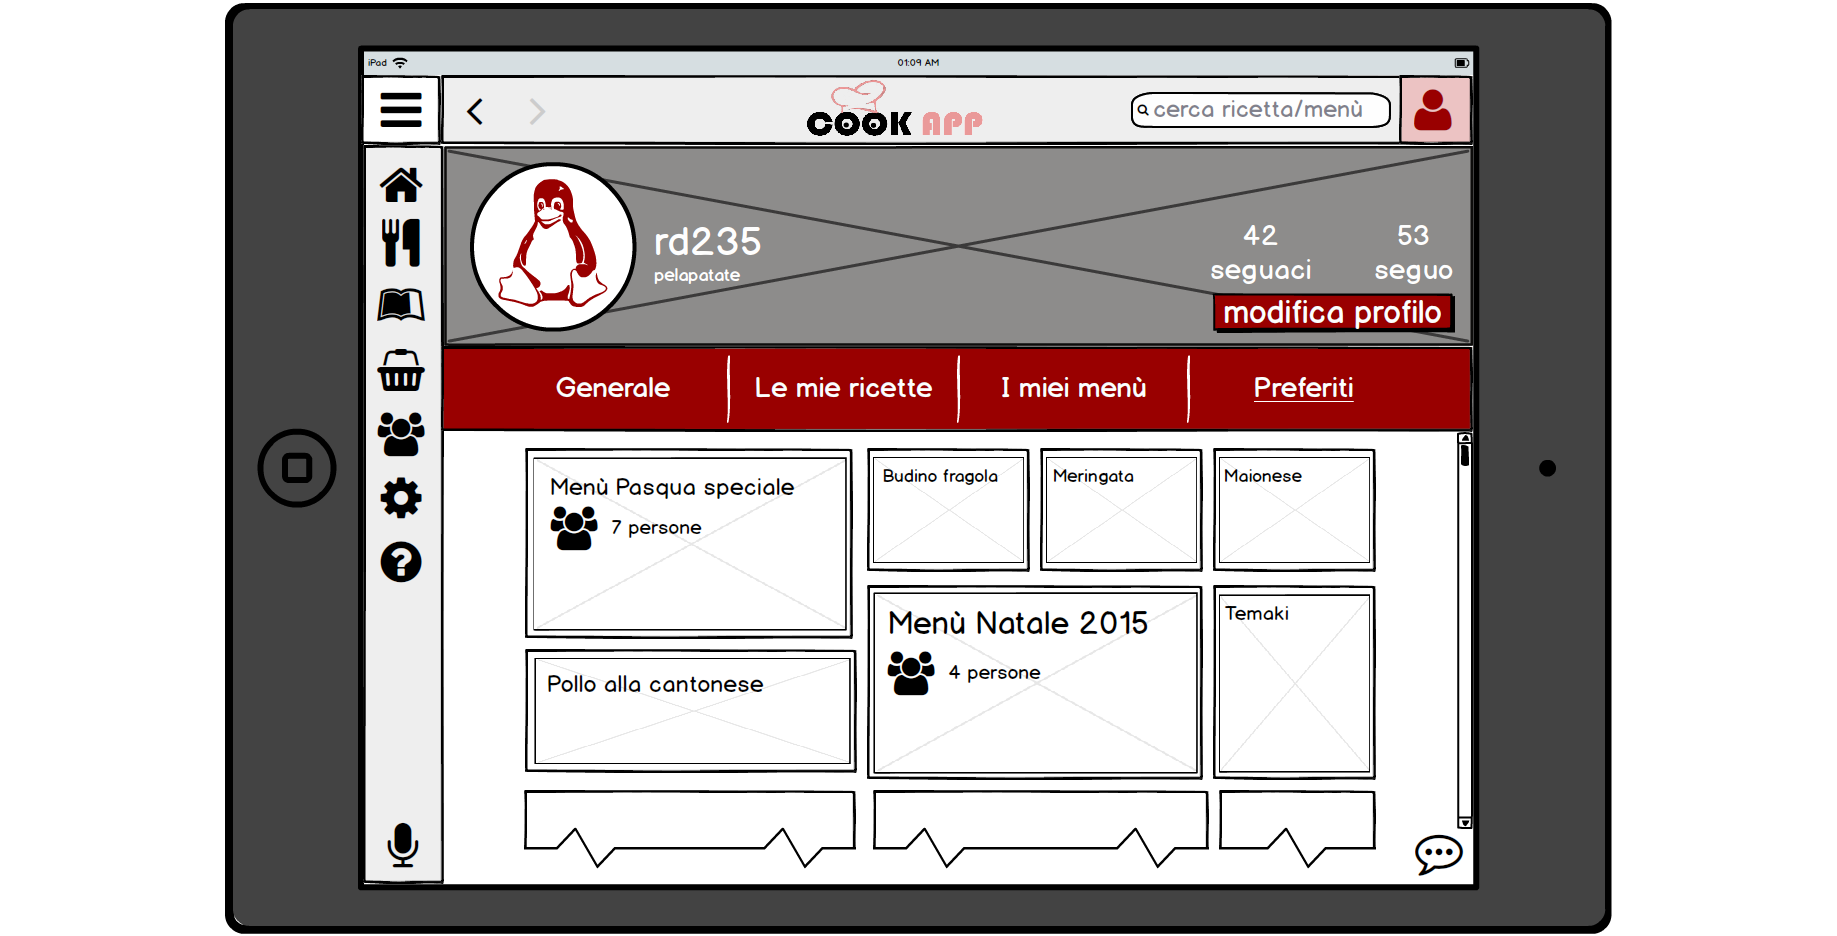 iPad
01:09 AM
COOK APP
cerca ricetta/menù
rd235
pelapatate
42
seguaci
53
seguo
modifica profilo
Generale
Le mie ricette
I miei menù
Preferiti
Menù Pasqua speciale
7 persone
Budino fragola
Meringata
Maionese
Pollo alla cantonese
Menù Natale 2015
4 persone
Temaki